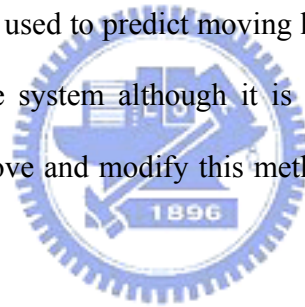 used to predict moving
e system although it is
ove and modify this meth
1896